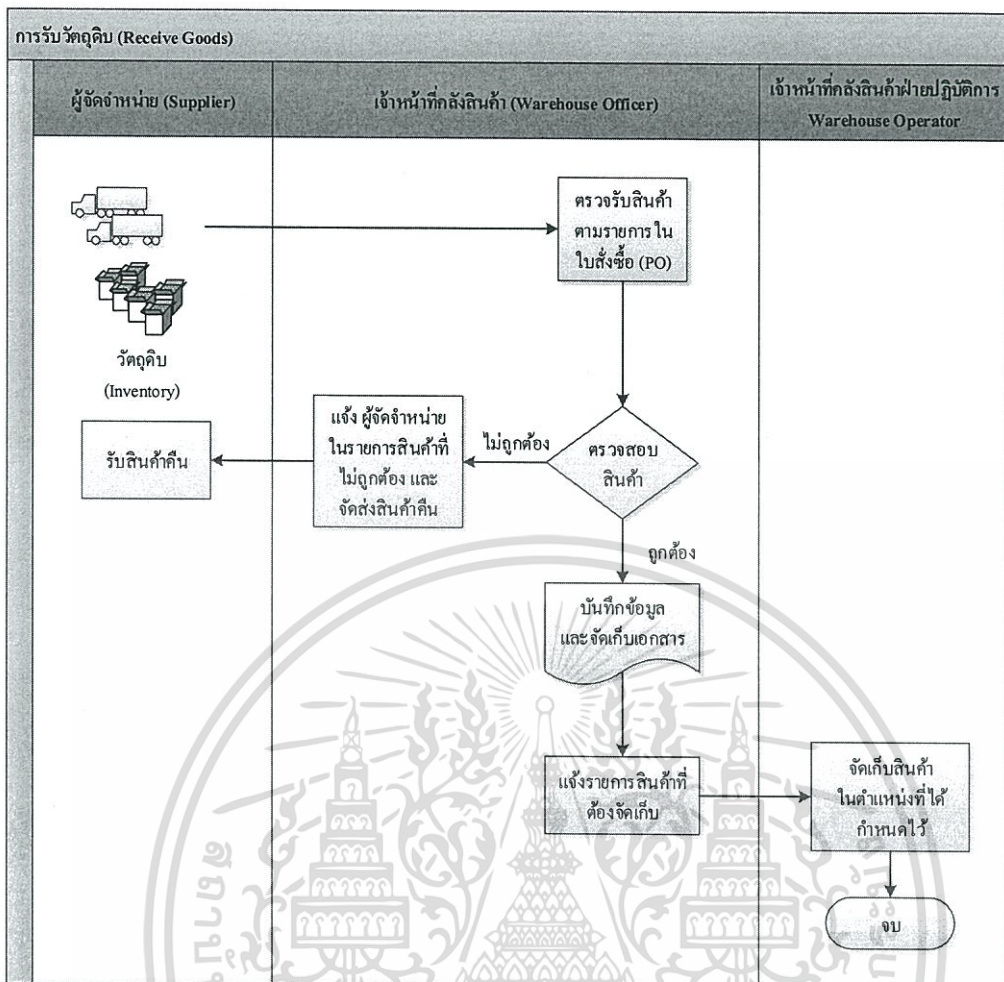 การรับวัตถุดิบ (Receive Goods)
ผู้จัดจำหน่าย (Supplier)
เจ้าหน้าที่คลังสินค้า (Warehouse Officer)
เจ้าหน้าที่คลังสินค้าฝ่ายปฏิบัติการ
Warehouse Operator
ตรวจรับสินค้า
ตามรายการใน
ใบสั่งซื้อ (PO)
วัตถุดิบ
(Inventory)
รับสินค้าคืน
แจ้ง ผู้จัดจำหน่าย
ในรายการสินค้าที่
ไม่ถูกต้อง และ
จัดส่งสินค้าคืน
ไม่ถูกต้อง
ตรวจสอบ
สินค้า
ถูกต้อง
บันทึกข้อมูล
และจัดเก็บเอกสาร
แจ้งรายการสินค้าที่
ต้องจัดเก็บ
จัดเก็บสินค้า
ในตำแหน่งที่ได้
กำหนดไว้
จบ